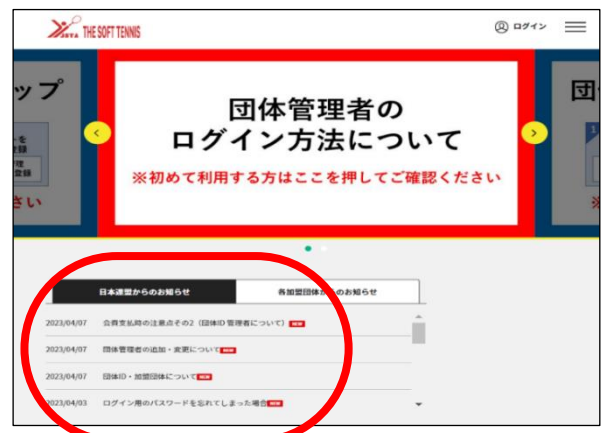 JSTA THE SOFT TENNIS
ログイン
ップ
団体管理者の
ログイン方法について
※初めて利用する方はここを押してご確認ください
さい
団
日本連盟からのお知らせ
各加盟団体からのお知らせ
2023/04/07 会費支払時の注意点その2（団体ID管理者について） NEW
2023/04/07 団体管理者の追加・変更について NEW
2023/04/07 団体ID・加盟団体について NEW
2023/04/03 ログイン用のパスワードを忘れてしまった場合 NEW